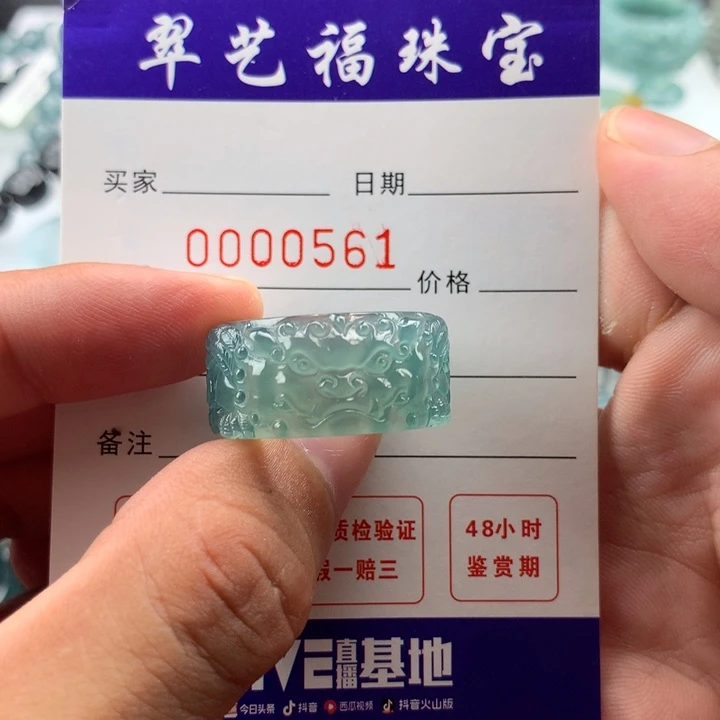 翠艺福珠宝
买家 日期
0000561
价格
备注
质检验证 48小时
假一赔三 鉴赏期
直播基地
今日头条 抖音 西瓜视频 抖音火山版